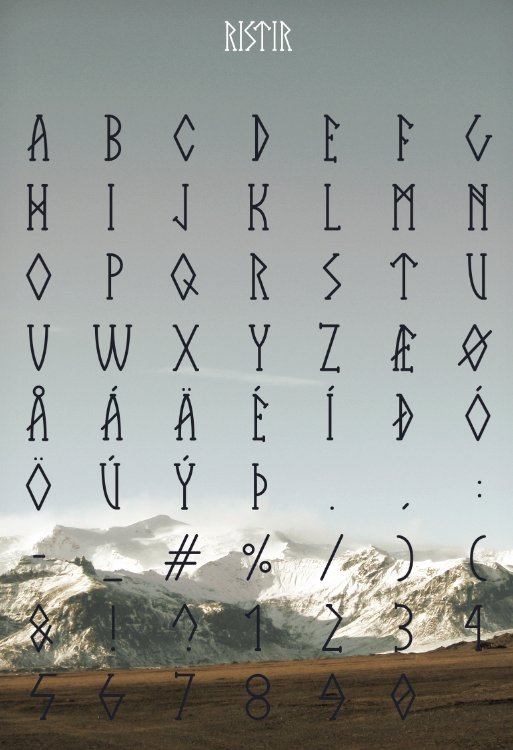 RISTIR
A B C D E F G
H I J K L M N
O P Q R S T U
V W X Y Z Æ Ø
Å Á Ä É Í Ð Ó
Ö Ú Ý Þ . , :
- _ # % / ) (
& ! ? 1 2 3 4
5 6 7 8 9 0